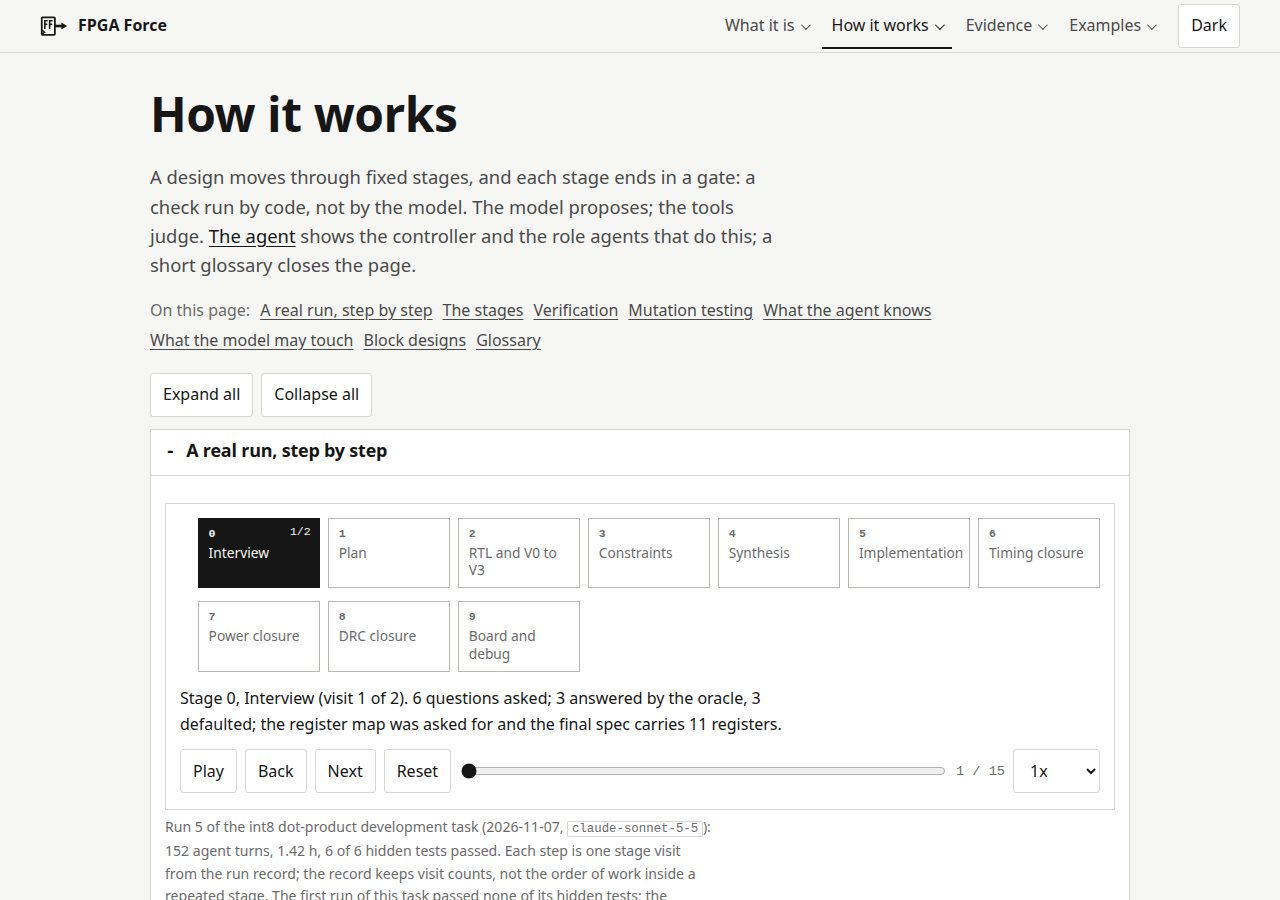 FPGA Force
What it is
How it works
Evidence
Examples
Dark
How it works
A design moves through fixed stages, and each stage ends in a gate: a
check run by code, not by the model. The model proposes; the tools
judge. The agent shows the controller and the role agents that do this; a
short glossary closes the page.
On this page: A real run, step by step The stages Verification Mutation testing What the agent knows
What the model may touch Block designs Glossary
Expand all
Collapse all
- A real run, step by step
0 1/2
Interview
1
Plan
2
RTL and V0 to
V3
3
Constraints
4
Synthesis
5
Implementation
6
Timing closure
7
Power closure
8
DRC closure
9
Board and
debug
Stage 0, Interview (visit 1 of 2). 6 questions asked; 3 answered by the oracle, 3
defaulted; the register map was asked for and the final spec carries 11 registers.
Play
Back
Next
Reset
1 / 15
1x
Run 5 of the int8 dot-product development task (2026-11-07, claude-sonnet-5-5):
152 agent turns, 1.42 h, 6 of 6 hidden tests passed. Each step is one stage visit
from the run record; the record keeps visit counts, not the order of work inside a
repeated stage. The first run of this task passed none of its hidden tests; the